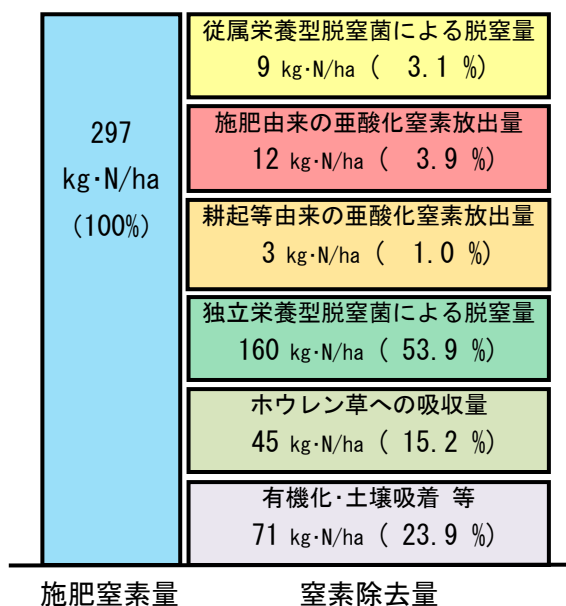 297
kg・N/ha
(100%)
従属栄養型脱窒菌による脱窒量
9 kg・N/ha ( 3.1 %)
施肥由来の亜酸化窒素放出量
12 kg・N/ha ( 3.9 %)
耕起等由来の亜酸化窒素放出量
3 kg・N/ha ( 1.0 %)
独立栄養型脱窒菌による脱窒量
160 kg・N/ha ( 53.9 %)
ホウレン草への吸収量
45 kg・N/ha ( 15.2 %)
有機化・土壌吸着 等
71 kg・N/ha ( 23.9 %)
施肥窒素量
窒素除去量